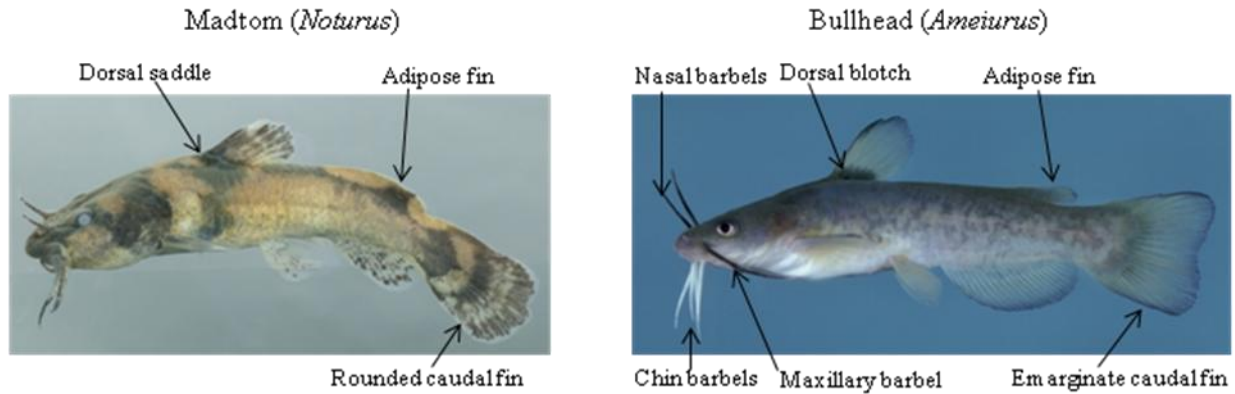 Madtom (Noturus)
Bullhead (Ameiurus)
Dorsal saddle
Adipose fin
Nasal barbels
Dorsal blotch
Adipose fin
Rounded caudal fin
Chin barbels
Maxillary barbel
Emarginate caudal fin